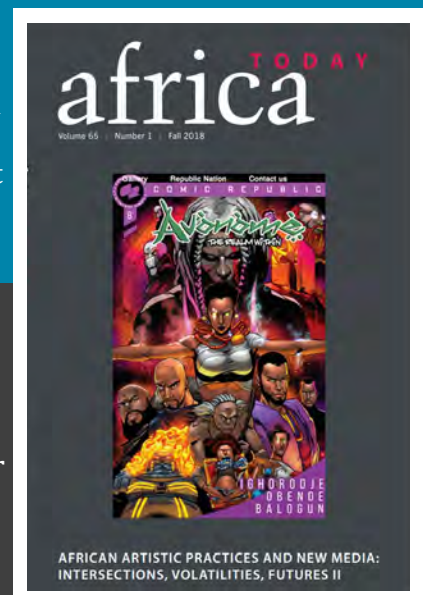 TODAY
africa
Volume 65 | Number 1 | Fall 2018
Gallery Republic Nation Contact us
COMIC REPUBLIC
8
Avonome
THE REALM WITHIN
IGHORODJE
OBENDE
BALOGUN
AFRICAN ARTISTIC PRACTICES AND NEW MEDIA:
INTERSECTIONS, VOLATILITIES, FUTURES II